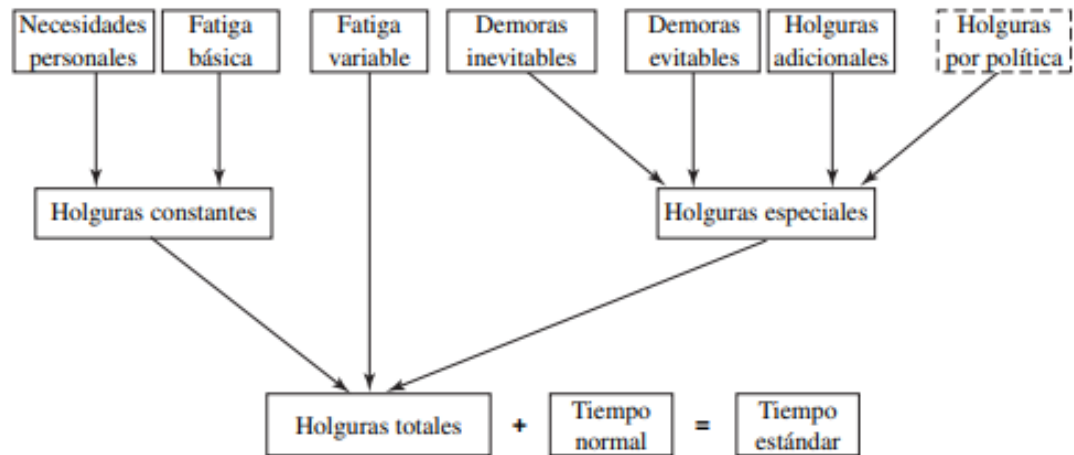 Necesidades
personales
Fatiga
básica
Fatiga
variable
Demoras
inevitables
Demoras
evitables
Holguras
adicionales
Holguras
por política
Holguras constantes
Holguras especiales
Holguras totales
+
Tiempo
normal
=
Tiempo
estándar